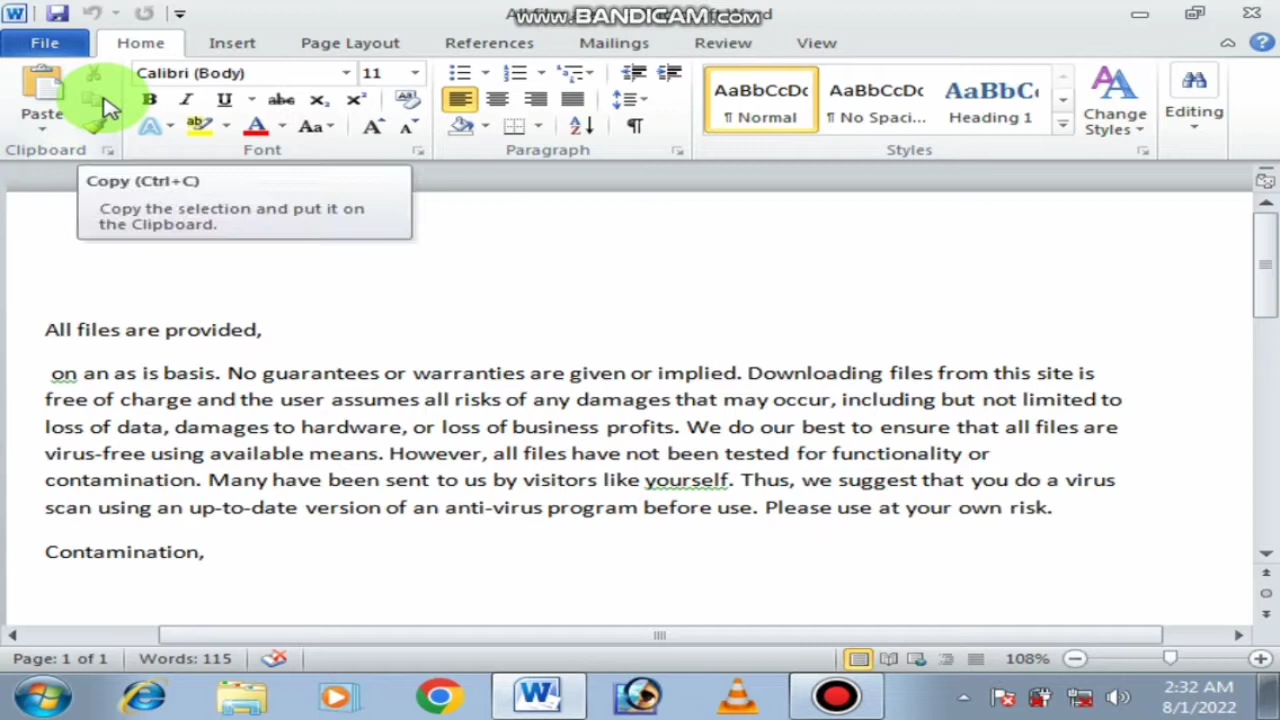 www.BANDICAM.com
File Home Insert Page Layout References Mailings Review View
Calibri (Body) 11
AaBbCcDc AaBbCcDc AaBbC
Paste
¶ Normal ¶ No Spaci... Heading 1
Change Styles
Editing
Clipboard Font Paragraph Styles
Copy (Ctrl+C)
Copy the selection and put it on
the Clipboard.
All files are provided,
on an as is basis. No guarantees or warranties are given or implied. Downloading files from this site is
free of charge and the user assumes all risks of any damages that may occur, including but not limited to
loss of data, damages to hardware, or loss of business profits. We do our best to ensure that all files are
virus-free using available means. However, all files have not been tested for functionality or
contamination. Many have been sent to us by visitors like yourself. Thus, we suggest that you do a virus
scan using an up-to-date version of an anti-virus program before use. Please use at your own risk.
Contamination,
Page: 1 of 1 Words: 115 108%
2:32 AM
8/1/2022